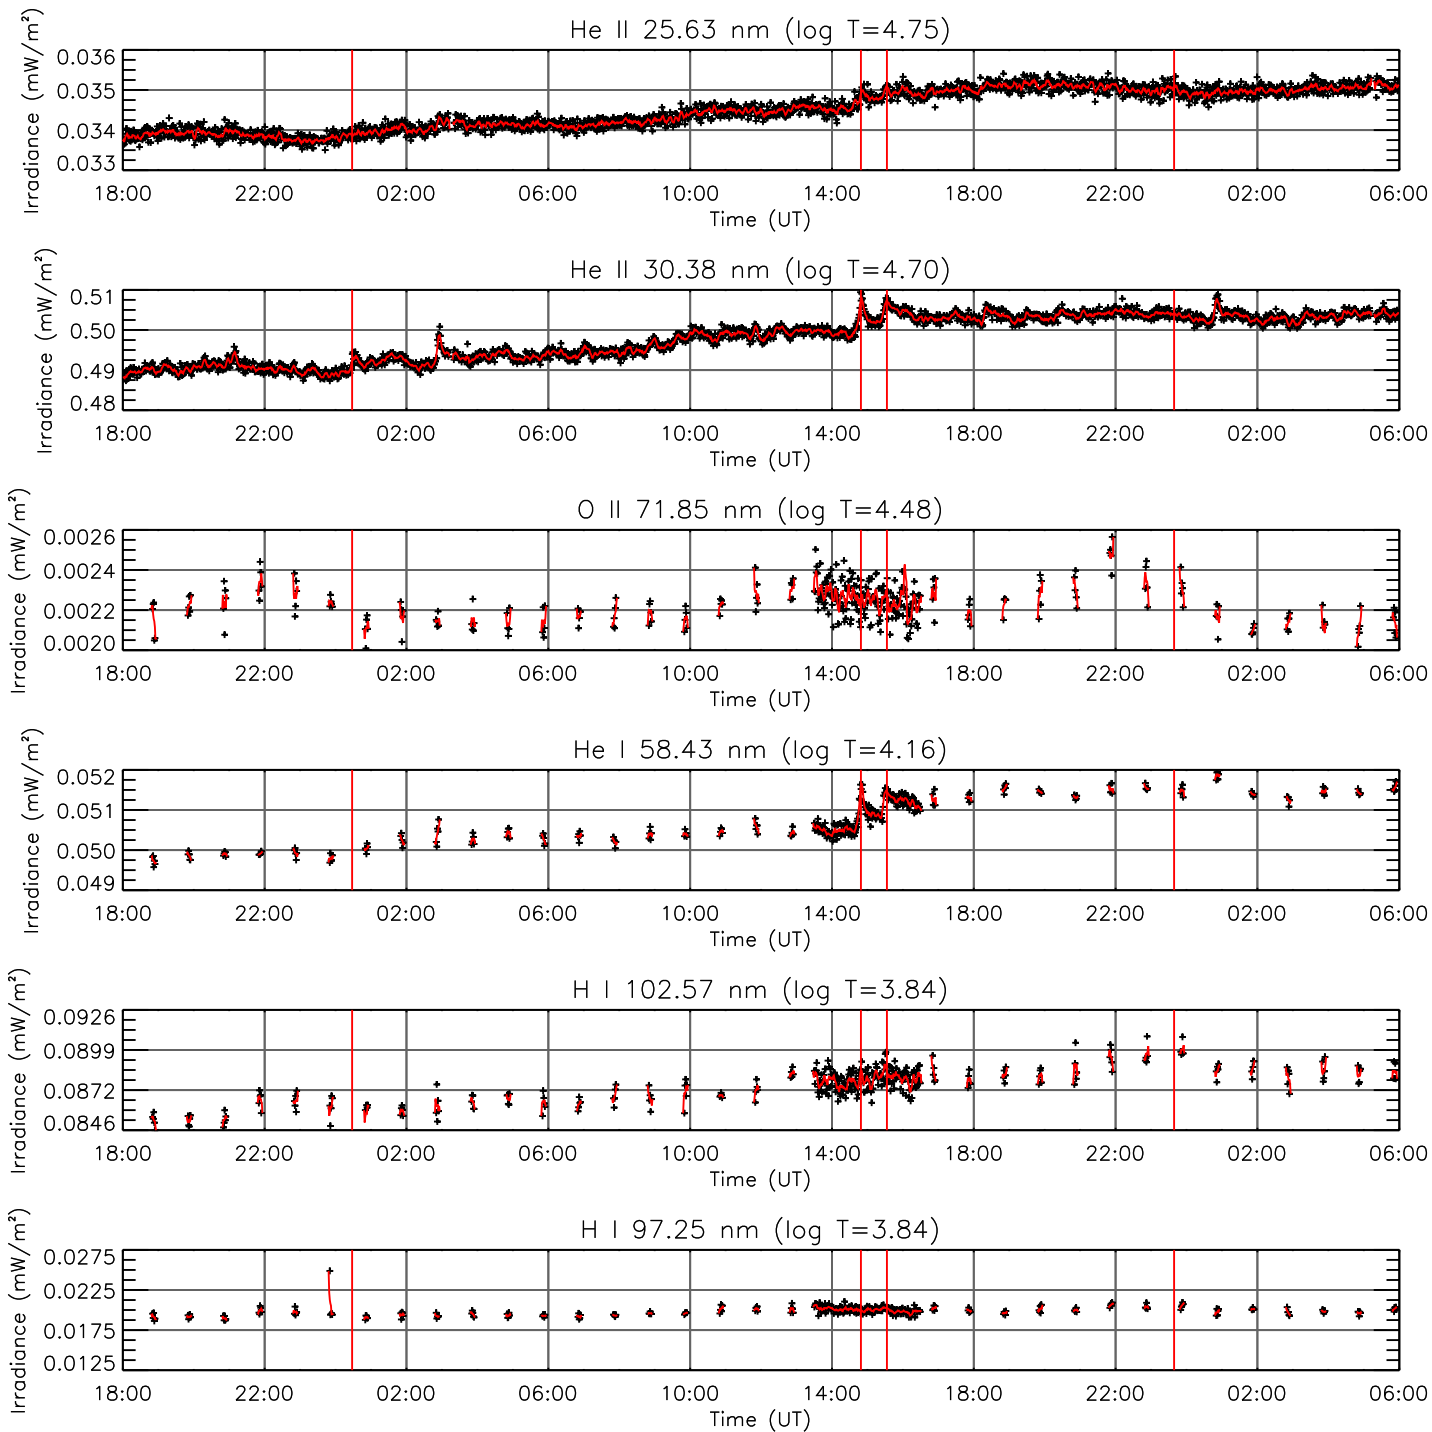 He II 25.63 nm (log T=4.75)
Irradiance (mW/m²)
0.036
0.035
0.034
0.033
18:00 22:00 02:00 06:00 10:00 14:00 18:00 22:00 02:00 06:00
Time (UT)
He II 30.38 nm (log T=4.70)
Irradiance (mW/m²)
0.51
0.50
0.49
0.48
18:00 22:00 02:00 06:00 10:00 14:00 18:00 22:00 02:00 06:00
Time (UT)
O II 71.85 nm (log T=4.48)
Irradiance (mW/m²)
0.0026
0.0024
0.0022
0.0020
18:00 22:00 02:00 06:00 10:00 14:00 18:00 22:00 02:00 06:00
Time (UT)
He I 58.43 nm (log T=4.16)
Irradiance (mW/m²)
0.052
0.051
0.050
0.049
18:00 22:00 02:00 06:00 10:00 14:00 18:00 22:00 02:00 06:00
Time (UT)
H I 102.57 nm (log T=3.84)
Irradiance (mW/m²)
0.0926
0.0899
0.0872
0.0846
18:00 22:00 02:00 06:00 10:00 14:00 18:00 22:00 02:00 06:00
Time (UT)
H I 97.25 nm (log T=3.84)
Irradiance (mW/m²)
0.0275
0.0225
0.0175
0.0125
18:00 22:00 02:00 06:00 10:00 14:00 18:00 22:00 02:00 06:00
Time (UT)